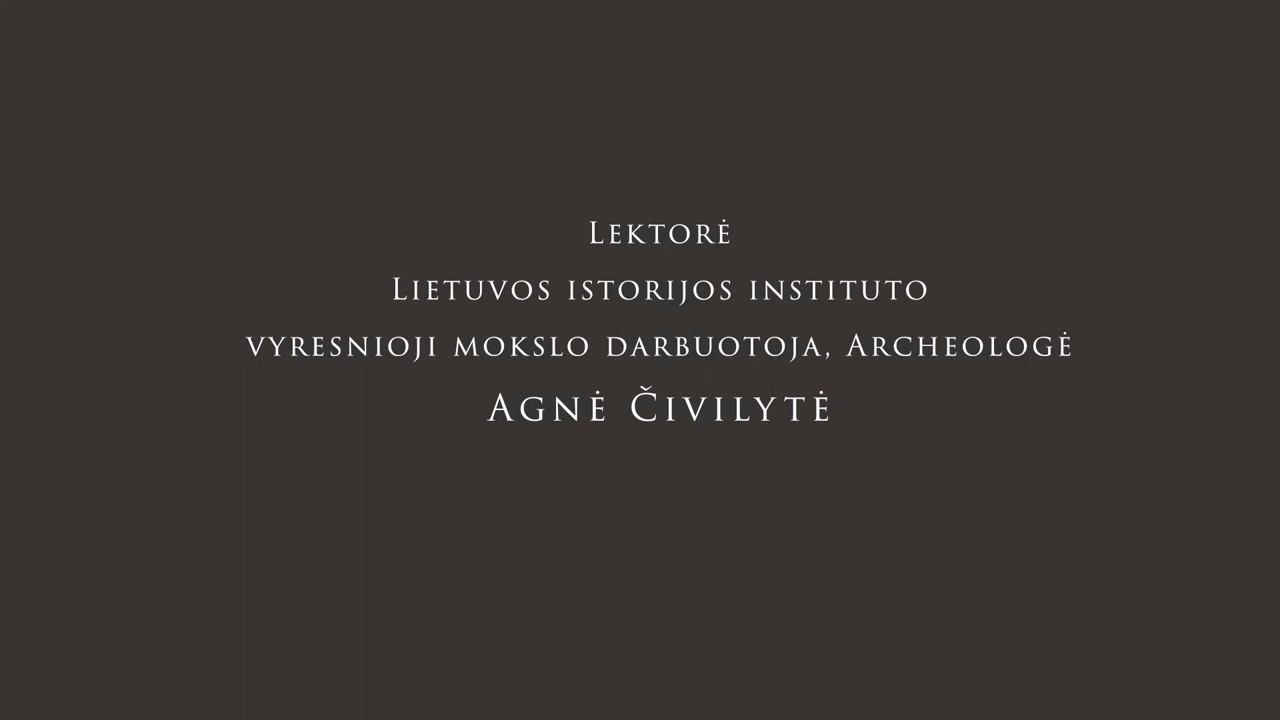 Lektorė
Lietuvos istorijos instituto
vyresnioji mokslo darbuotoja, Archeologė
Agnė Čivilytė